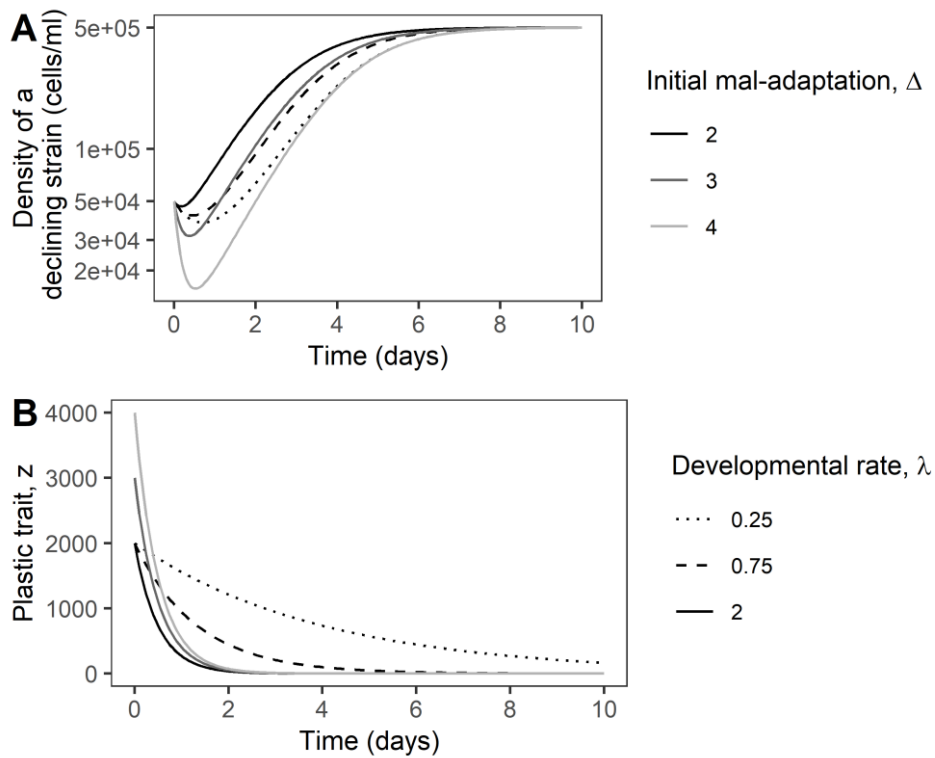 A
Density of a
declining strain (cells/ml)
5e+05
1e+05
5e+04
3e+04
2e+04
0 2 4 6 8 10
Time (days)
Initial mal-adaptation, Δ
2
3
4
B
Plastic trait, z
4000
3000
2000
1000
0
0 2 4 6 8 10
Time (days)
Developmental rate, λ
0.25
0.75
2